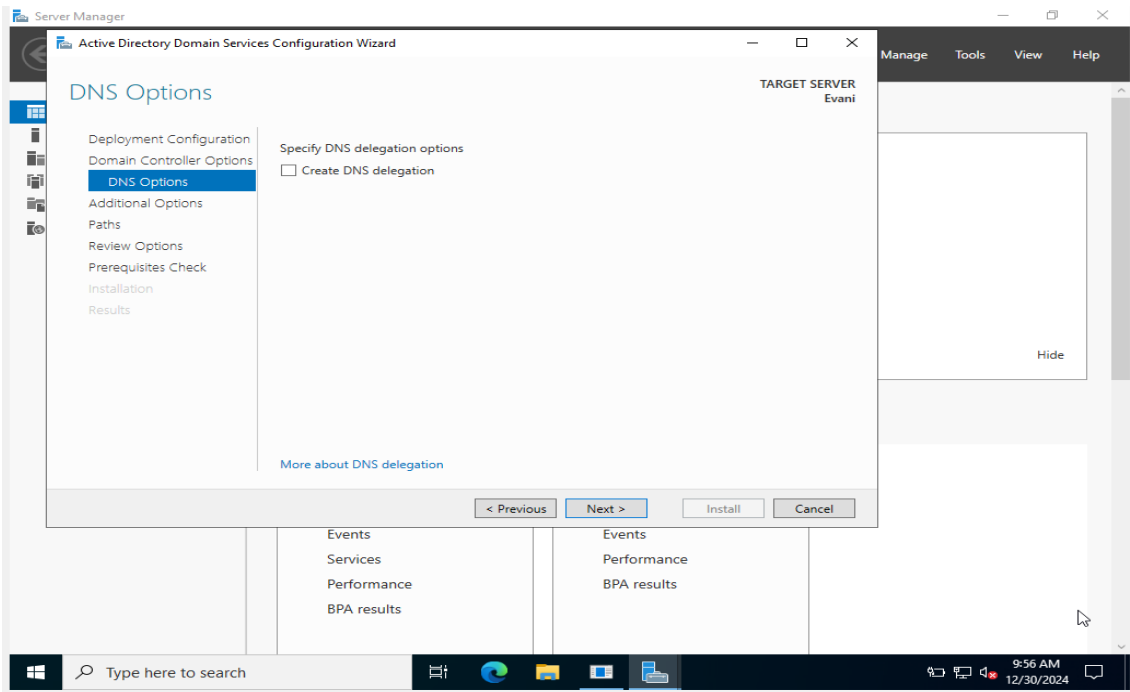 Server Manager
Active Directory Domain Services Configuration Wizard
Manage Tools View Help
DNS Options
TARGET SERVER
Evani
Deployment Configuration
Domain Controller Options
DNS Options
Additional Options
Paths
Review Options
Prerequisites Check
Installation
Results
Specify DNS delegation options
Create DNS delegation
More about DNS delegation
Hide
< Previous Next > Install Cancel
Events
Services
Performance
BPA results
Events
Performance
BPA results
Type here to search
9:56 AM
12/30/2024